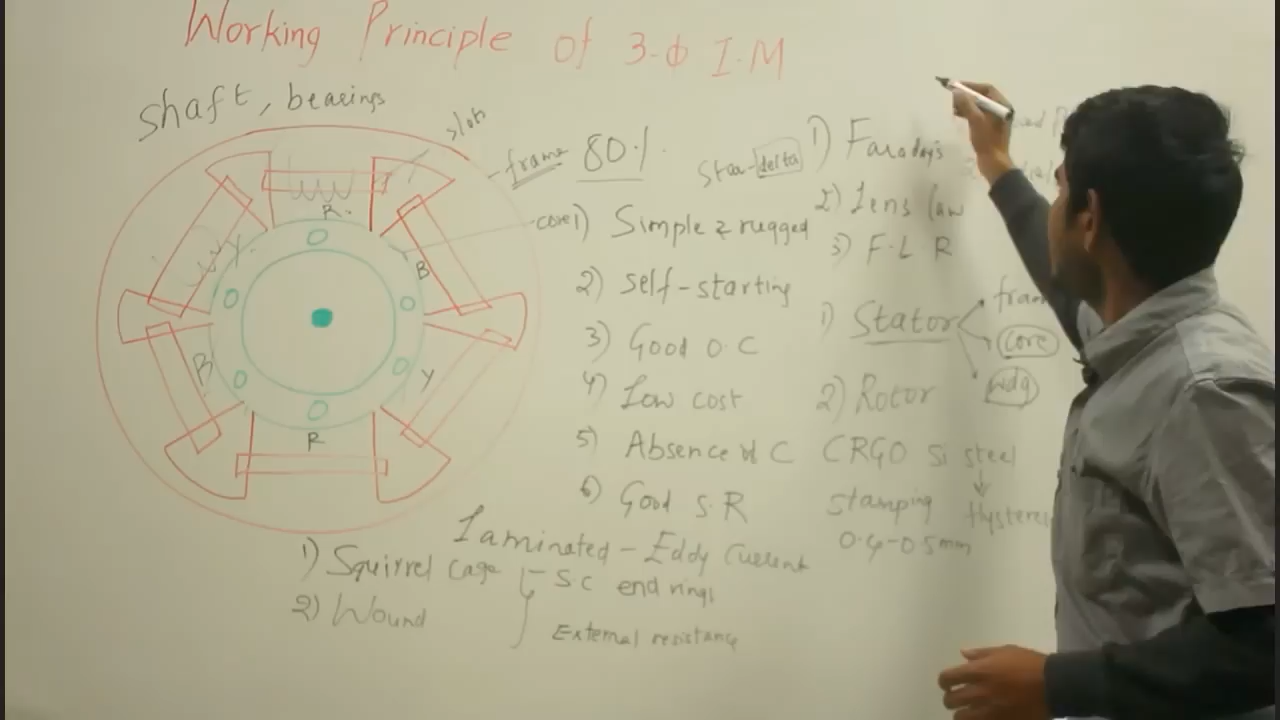 Working Principle of 3-ϕ I.M
shaft, bearings
slots
frame
80%.
Star-delta
core
R
B
Y
R
B
Y
1) Simple & rugged
2) self-starting
3) Good O.C
4) Low cost
5) Absence of C
6) Good S.R
1) Faraday's
2) Lens law
3) F.L R
1) Stator
fram
core
wdg
2) Rotor
CRGO Si steel
stamping
Hysteres
0.4-0.5mm
Laminated - Eddy Current
1) Squirrel cage - S.C end rings
2) Wound
External resistance